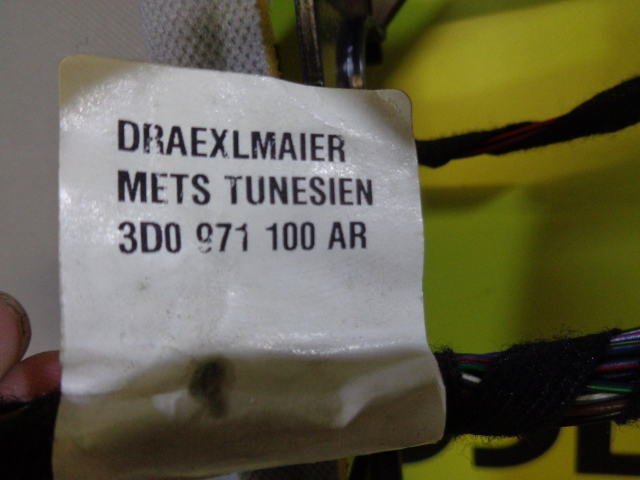 DRAEXLMAIER
METS TUNESIEN
3D0 971 100 AR